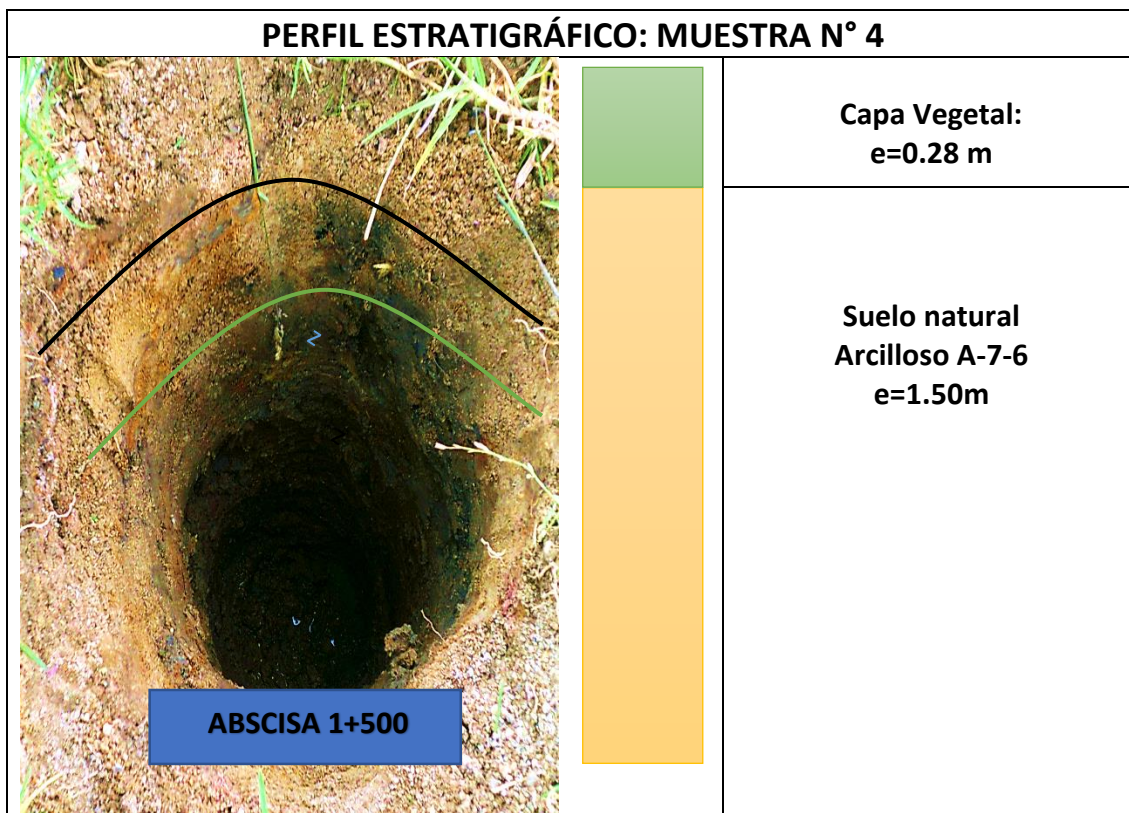 PERFIL ESTRATIGRÁFICO: MUESTRA N° 4
Capa Vegetal:
e=0.28 m
Suelo natural
Arcilloso A-7-6
e=1.50m
ABSCISA 1+500